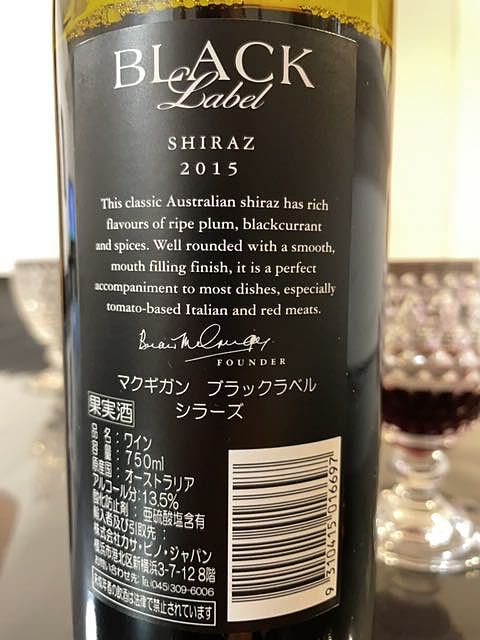 BLACK
Label
SHIRAZ
2015
This classic Australian shiraz has rich
flavours of ripe plum, blackcurrant
and spices. Well rounded with a smooth,
mouth filling finish, it is a perfect
accompaniment to most dishes, especially
tomato-based Italian and red meats.
FOUNDER
マクギガン ブラックラベル
シラーズ
果実酒
品名：ワイン
容量：750ml
原産国：オーストラリア
アルコール分：13.5%
酸化防止剤：亜硫酸塩含有
輸入者及び引取先：
株式会社カサ・ピノ・ジャパン
横浜市港北区新横浜3-7-12 8階
お問い合わせ先 ℡(045)309-6006
未成年者の飲酒は法律で禁止されています
9 310415 016697